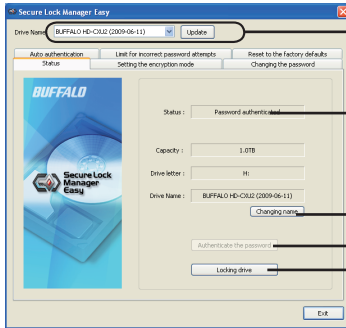 Secure Lock Manager Easy
Drive Name BUFFALO HD-CXU2 (2009-06-11) Update
Auto authentication Limit for incorrect password attempts Reset to the factory defaults
Status Setting the encryption mode Changing the password
BUFFALO
Status : Password authenticated
Capacity : 1.0TB
Drive letter : H:
Secure Lock
Manager
Easy
Drive Name : BUFFALO HD-CXU2 (2009-06-11)
Changing name
Authenticate the password
Locking drive
Exit